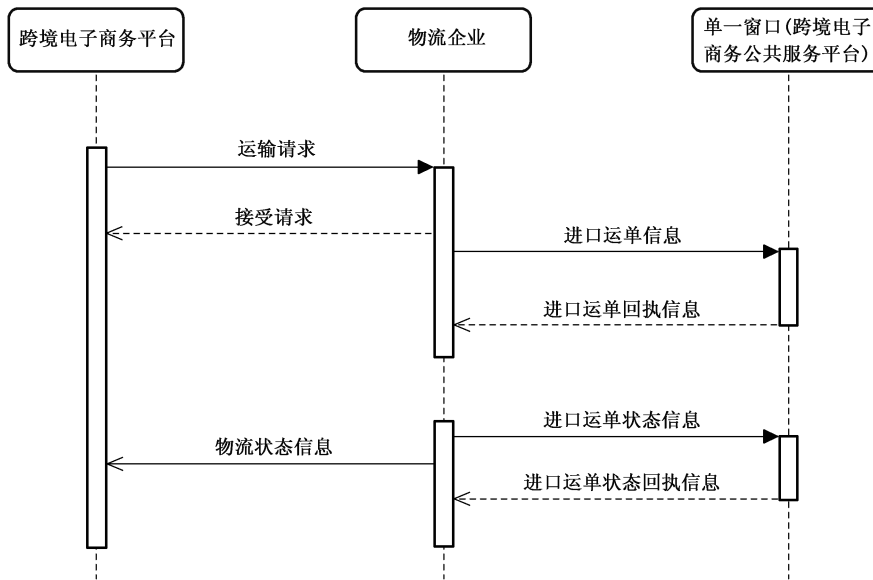 跨境电子商务平台
物流企业
单一窗口(跨境电子
商务公共服务平台)
运输请求
接受请求
进口运单信息
进口运单回执信息
进口运单状态信息
物流状态信息
进口运单状态回执信息